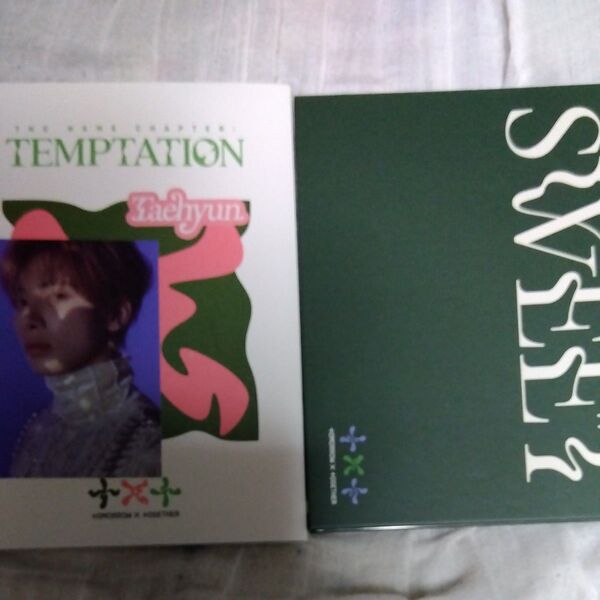 THE NAME CHAPTER:
TEMPTATION
Taehyun
TOMORROW X TOGETHER
SWEET
TOMORROW X TOGETHER